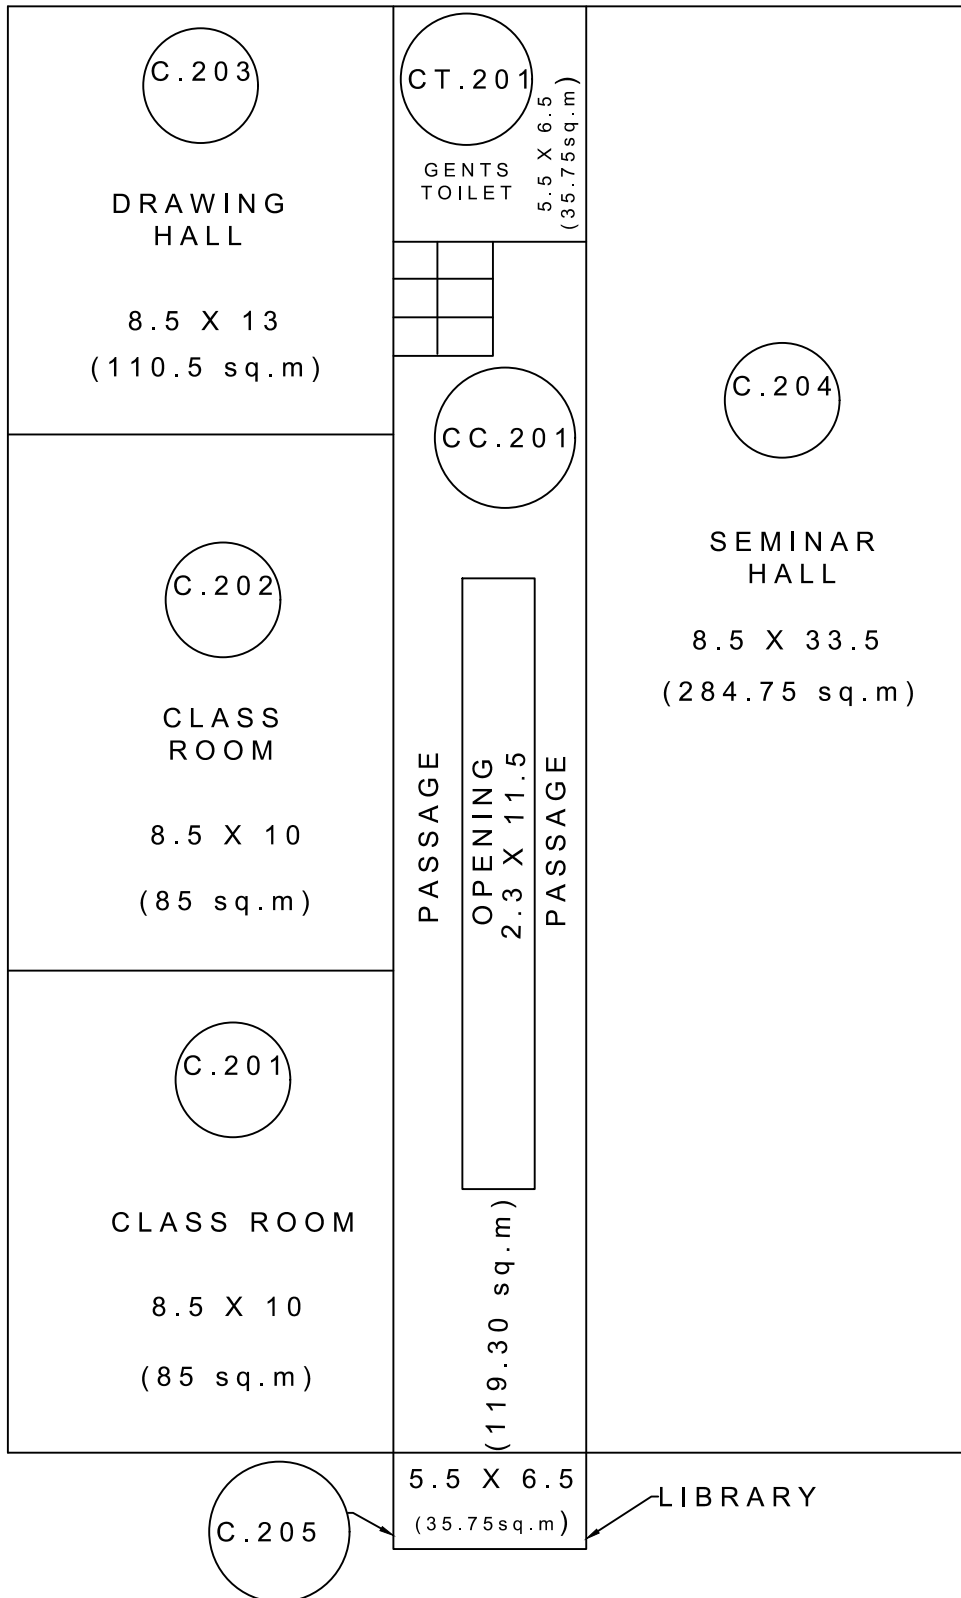 C.203
DRAWING
HALL
8.5 X 13
(110.5 sq.m)
CT.201
GENTS
TOILET
5.5 X 6.5
(35.75sq.m)
CC.201
C.204
SEMINAR
HALL
8.5 X 33.5
(284.75 sq.m)
C.202
CLASS
ROOM
8.5 X 10
(85 sq.m)
PASSAGE
OPENING
2.3 X 11.5
PASSAGE
C.201
CLASS ROOM
8.5 X 10
(85 sq.m)
(119.30 sq.m)
5.5 X 6.5
(35.75sq.m)
C.205
LIBRARY